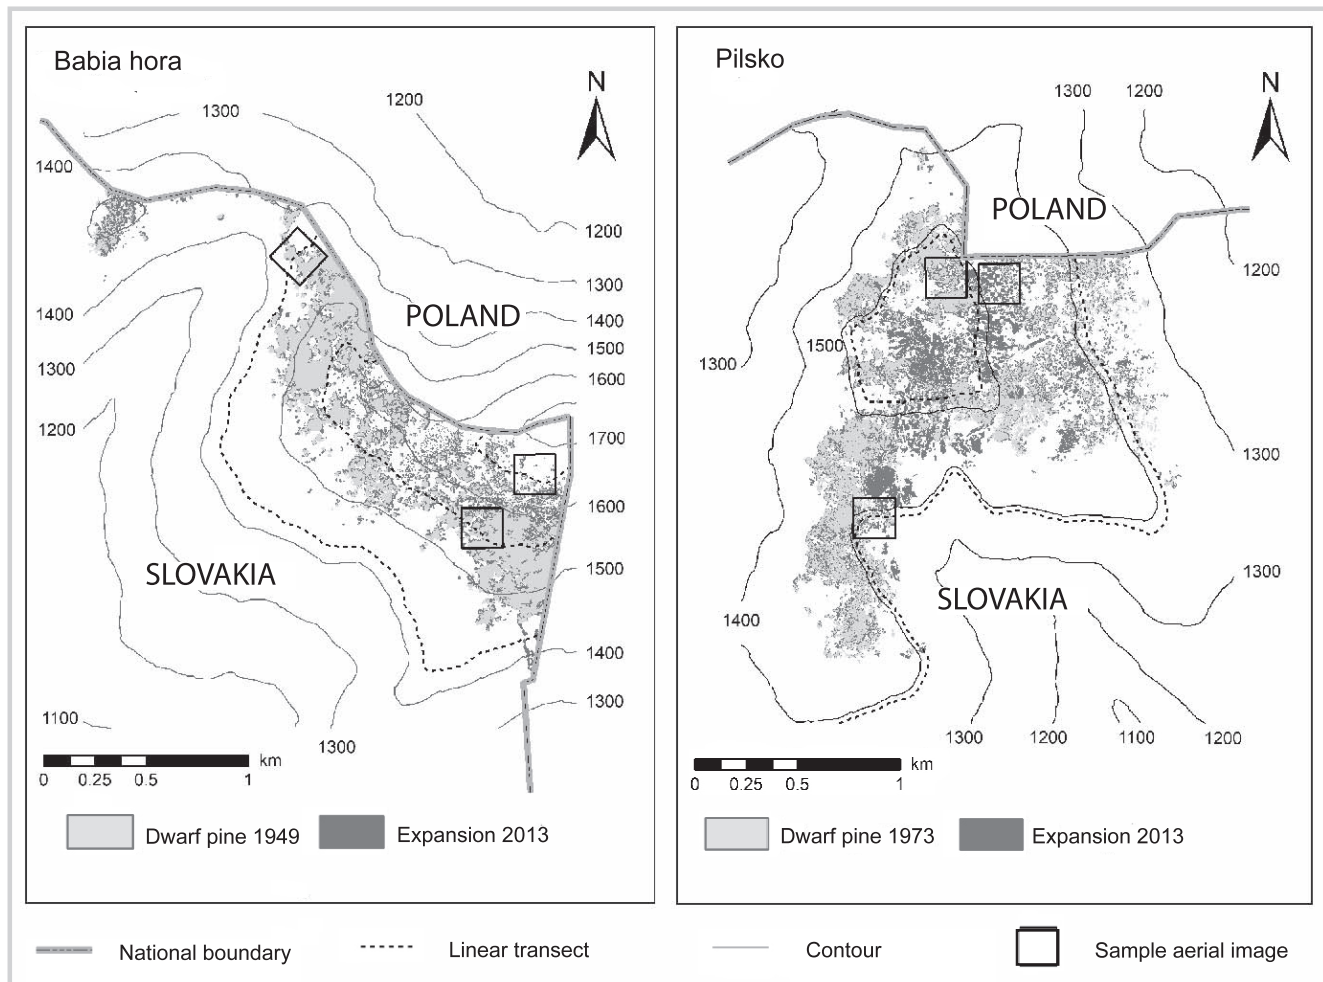 Babia hora
N
1300
1200
1400
1200
1300
1400
POLAND
1400
1500
1300
1600
1200
1700
1600
SLOVAKIA
1500
1400
1300
1100
1300
km
0 0.25 0.5 1
Dwarf pine 1949
Expansion 2013
Pilsko
N
1300 1200
POLAND
1200
1500
1300
1300
1300
SLOVAKIA
1400
1300 1200 1100 1200
km
0 0.25 0.5 1
Dwarf pine 1973
Expansion 2013
National boundary
Linear transect
Contour
Sample aerial image